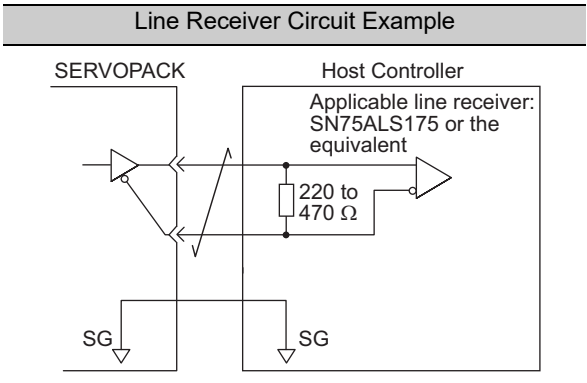 Line Receiver Circuit Example
SERVOPACK
Host Controller
Applicable line receiver:
SN75ALS175 or the
equivalent
220 to
470 Ω
SG
SG